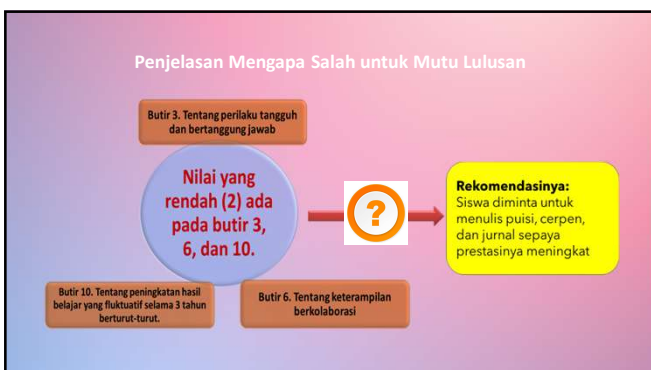 Penjelasan Mengapa Salah untuk Mutu Lulusan
Butir 3. Tentang perilaku tangguh
dan bertanggung jawab
Nilai yang
rendah (2) ada
pada butir 3,
6, dan 10.
?
Rekomendasinya:
Siswa diminta untuk
menulis puisi, cerpen,
dan jurnal sepaya
prestasinya meningkat
Butir 10. Tentang peningkatan hasil
belajar yang fluktuatif selama 3 tahun
berturut-turut.
Butir 6. Tentang keterampilan
berkolaborasi